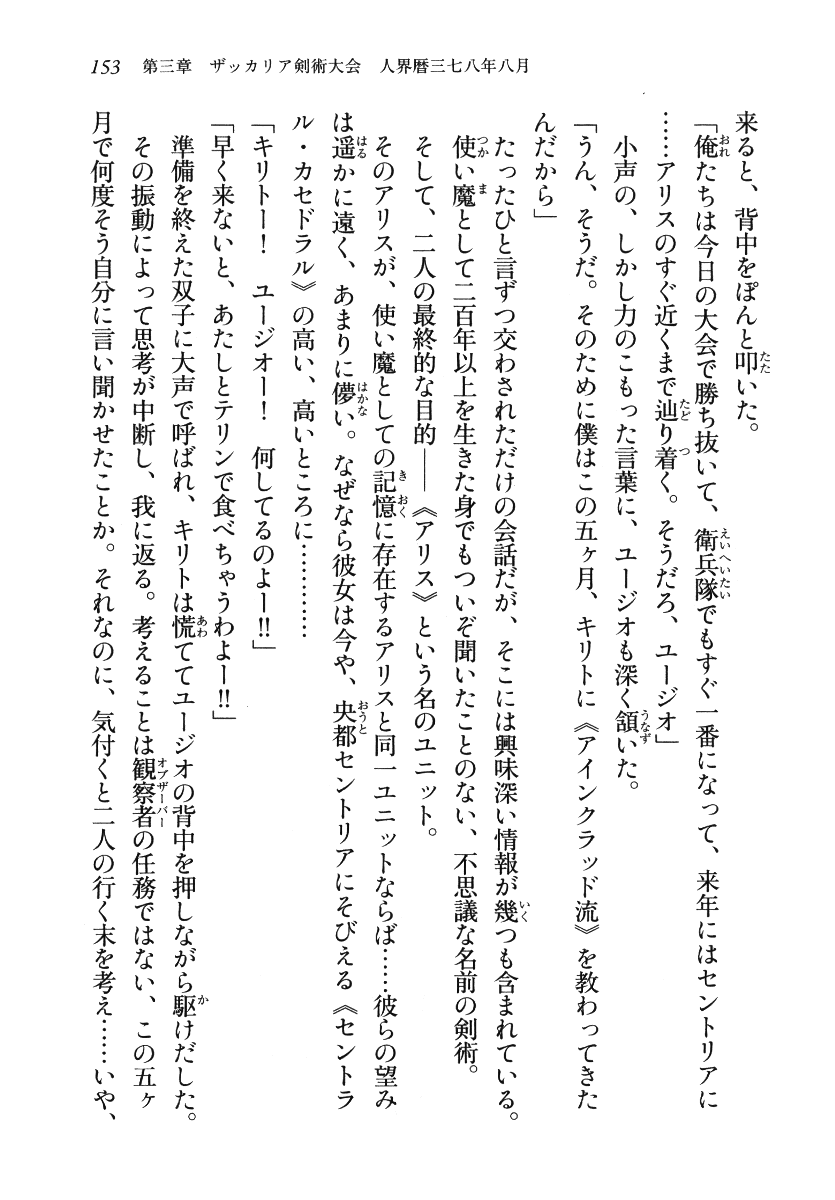 153 第三章 ザッカリア剣術大会 人界暦三七八年八月
来ると、背中をぽんと叩いた。
「俺たちは今日の大会で勝ち抜いて、衛兵隊でもすぐ一番になって、来年にはセントリアに
……アリスのすぐ近くまで辿り着く。そうだろ、ユージオ」
小声の、しかし力のこもった言葉に、ユージオも深く頷いた。
「うん、そうだ。そのために僕はこの五ヶ月、キリトに《アインクラッド流》を教わってきた
んだから」
たったひと言ずつ交わされただけの会話だが、そこには興味深い情報が幾つも含まれている。
使い魔として二百年以上を生きた身でもついぞ聞いたことのない、不思議な名前の剣術。
そして、二人の最終的な目的――《アリス》という名のユニット。
そのアリスが、使い魔としての記憶に存在するアリスと同一ユニットならば……彼らの望み
は遥かに遠く、あまりに儚い。なぜなら彼女は今や、央都セントリアにそびえる《セントラ
ル・カセドラル》の高い、高いところに…………
「キリトー！ ユージオー！ 何してるのよー!!」
「早く来ないと、あたしとテリンで食べちゃうわよー!!」
準備を終えた双子に大声で呼ばれ、キリトは慌ててユージオの背中を押しながら駆けだした。
その振動によって思考が中断し、我に返る。考えることは観察者の任務ではない、この五ヶ
月で何度そう自分に言い聞かせたことか。それなのに、気付くと二人の行く末を考え……いや、